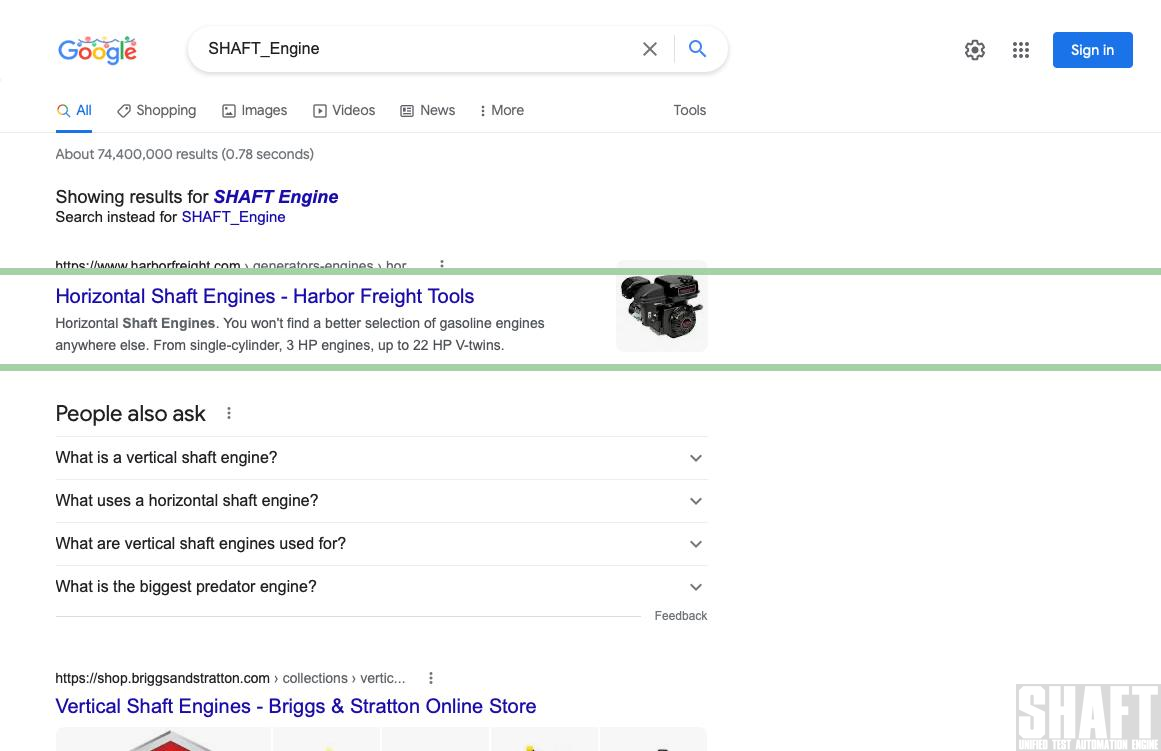 Google
SHAFT_Engine
Sign in
All
Shopping
Images
Videos
News
More
Tools
About 74,400,000 results (0.78 seconds)
Showing results for SHAFT Engine
Search instead for SHAFT_Engine
https://www.harborfreight.com › generators-engines › hor...
Horizontal Shaft Engines - Harbor Freight Tools
Horizontal Shaft Engines. You won't find a better selection of gasoline engines
anywhere else. From single-cylinder, 3 HP engines, up to 22 HP V-twins.
People also ask
What is a vertical shaft engine?
What uses a horizontal shaft engine?
What are vertical shaft engines used for?
What is the biggest predator engine?
Feedback
https://shop.briggsandstratton.com › collections › vertic...
Vertical Shaft Engines - Briggs & Stratton Online Store
SHAFT
UNIFIED TEST AUTOMATION ENGINE